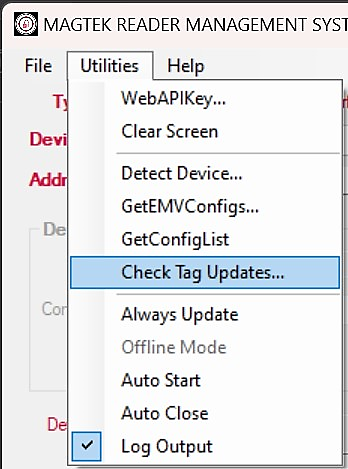 MAGTEK READER MANAGEMENT SYST
File Utilities Help
WebAPIKey...
Clear Screen
Devi
Detect Device...
Addr
GetEMVConfigs...
De
GetConfigList
Check Tag Updates...
Con
Always Update
Offline Mode
Auto Start
Auto Close
De
Log Output